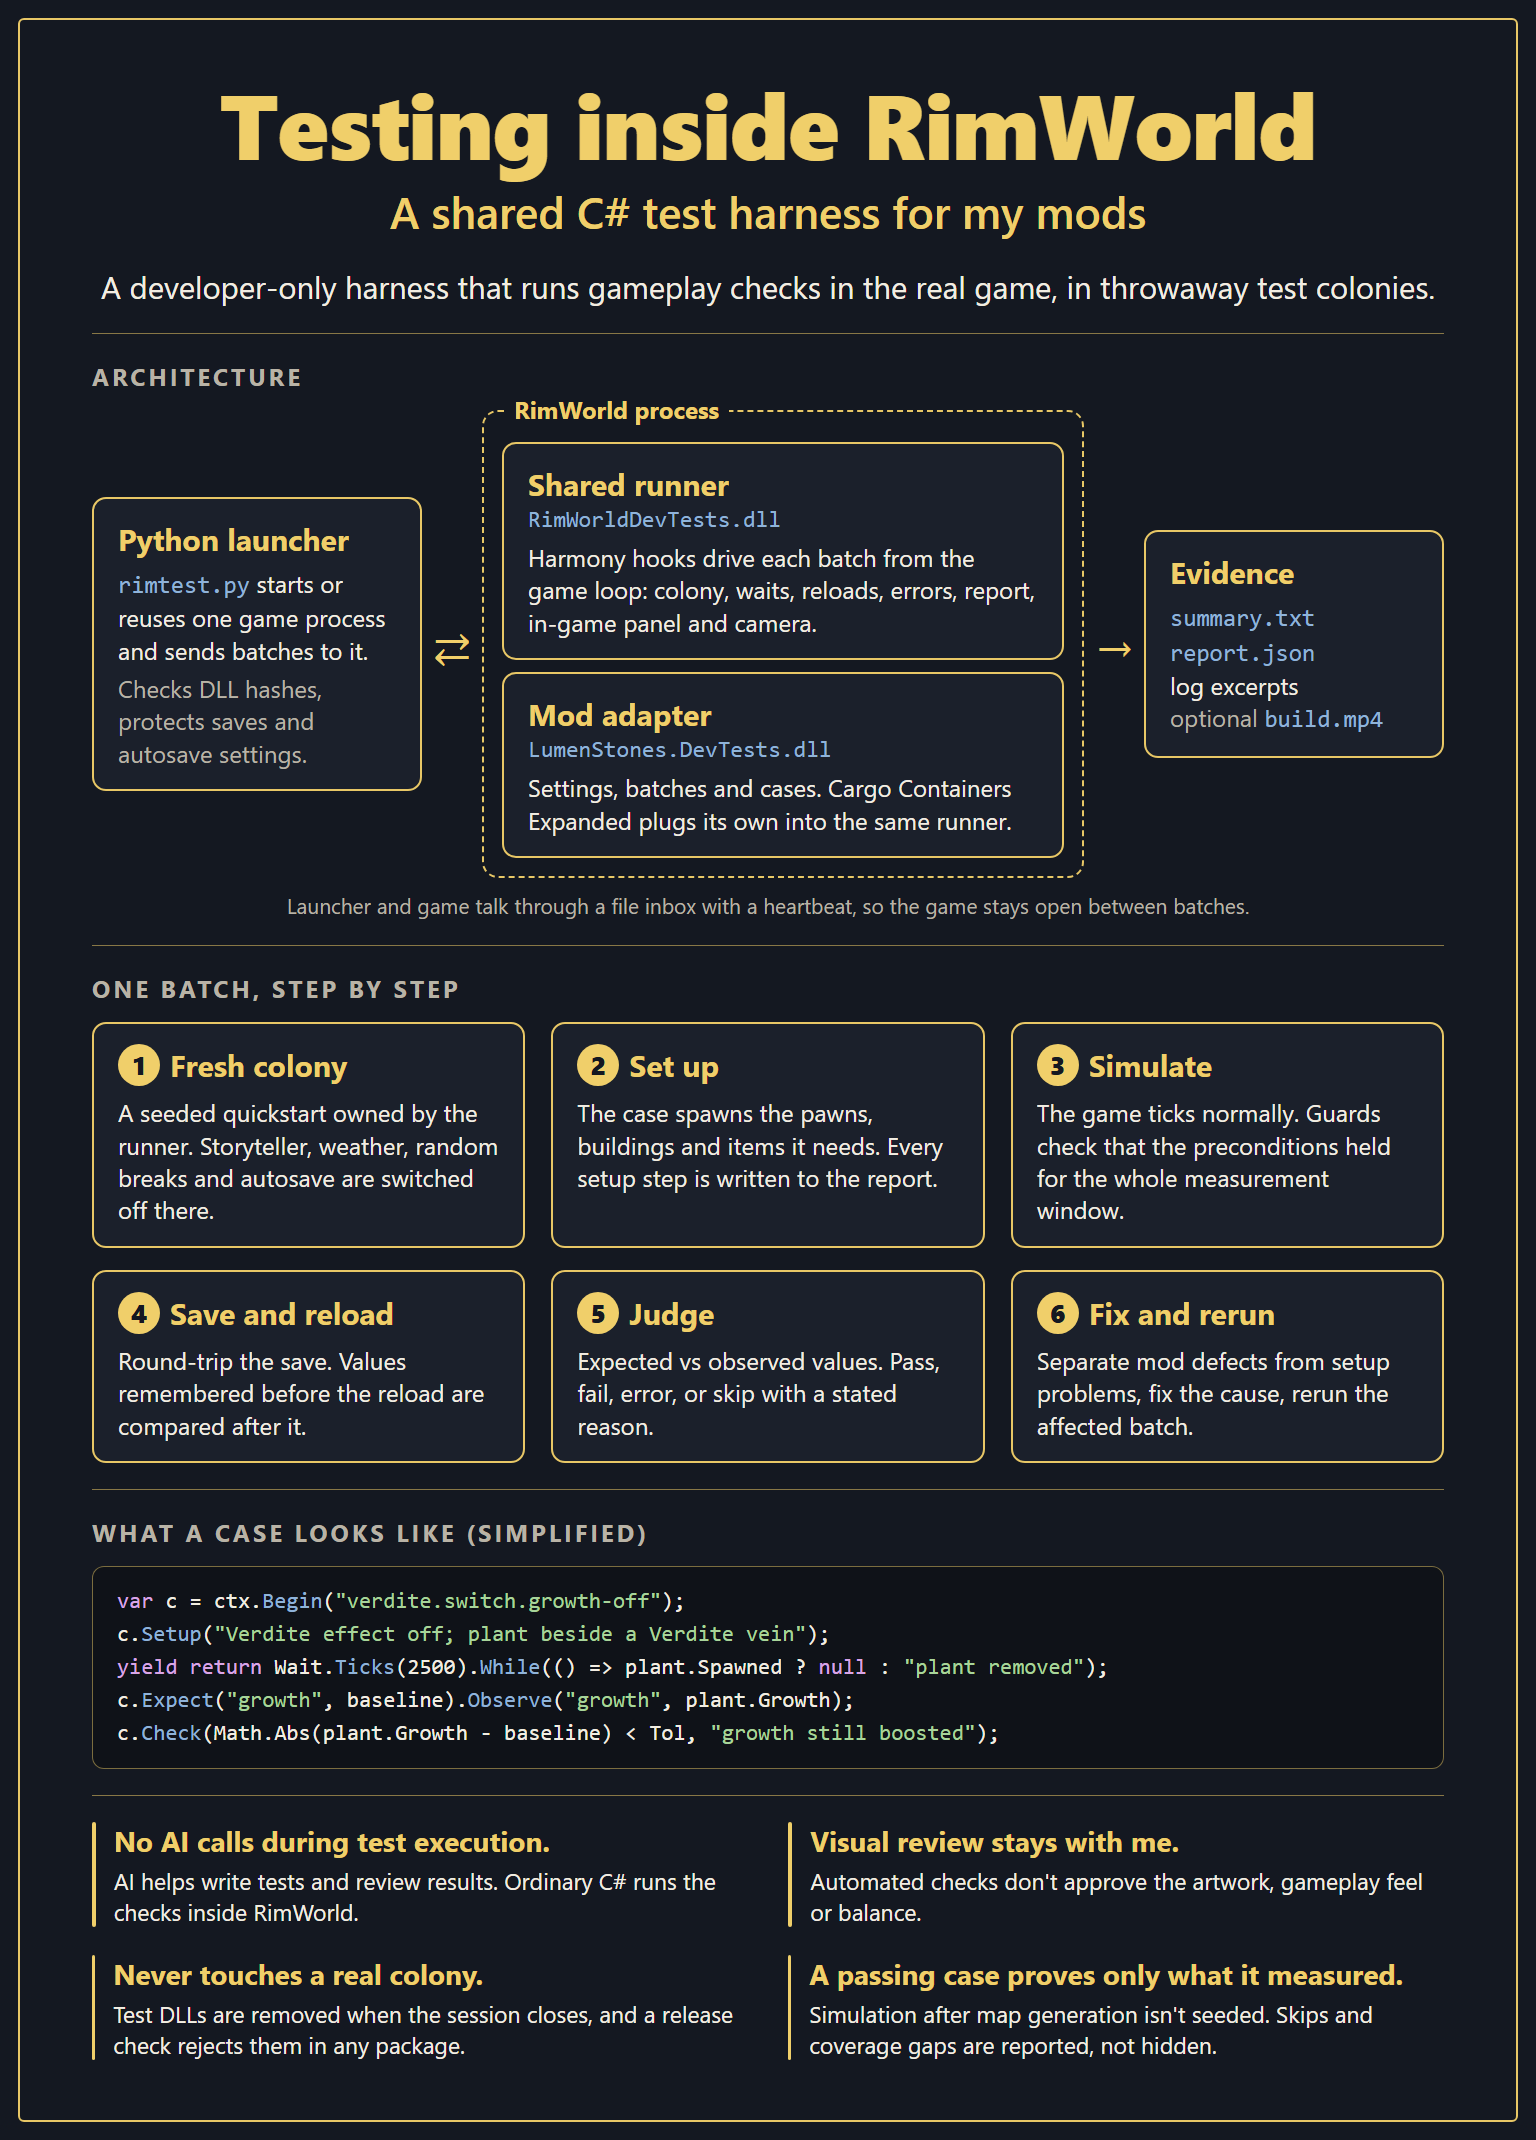 Testing inside RimWorld
A shared C# test harness for my mods
A developer-only harness that runs gameplay checks in the real game, in throwaway test colonies.
ARCHITECTURE
Python launcher
rimtest.py starts or
reuses one game process
and sends batches to it.
Checks DLL hashes,
protects saves and
autosave settings.
⇄
RimWorld process
Shared runner
RimWorldDevTests.dll
Harmony hooks drive each batch from the
game loop: colony, waits, reloads, errors, report,
in-game panel and camera.
Mod adapter
LumenStones.DevTests.dll
Settings, batches and cases. Cargo Containers
Expanded plugs its own into the same runner.
→
Evidence
summary.txt
report.json
log excerpts
optional build.mp4
Launcher and game talk through a file inbox with a heartbeat, so the game stays open between batches.
ONE BATCH, STEP BY STEP
1 Fresh colony
A seeded quickstart owned by the
runner. Storyteller, weather, random
breaks and autosave are switched
off there.
2 Set up
The case spawns the pawns,
buildings and items it needs. Every
setup step is written to the report.
3 Simulate
The game ticks normally. Guards
check that the preconditions held
for the whole measurement
window.
4 Save and reload
Round-trip the save. Values
remembered before the reload are
compared after it.
5 Judge
Expected vs observed values. Pass,
fail, error, or skip with a stated
reason.
6 Fix and rerun
Separate mod defects from setup
problems, fix the cause, rerun the
affected batch.
WHAT A CASE LOOKS LIKE (SIMPLIFIED)
var c = ctx.Begin("verdite.switch.growth-off");
c.Setup("Verdite effect off; plant beside a Verdite vein");
yield return Wait.Ticks(2500).While(() => plant.Spawned ? null : "plant removed");
c.Expect("growth", baseline).Observe("growth", plant.Growth);
c.Check(Math.Abs(plant.Growth - baseline) < Tol, "growth still boosted");
No AI calls during test execution.
AI helps write tests and review results. Ordinary C# runs the
checks inside RimWorld.
Visual review stays with me.
Automated checks don't approve the artwork, gameplay feel
or balance.
Never touches a real colony.
Test DLLs are removed when the session closes, and a release
check rejects them in any package.
A passing case proves only what it measured.
Simulation after map generation isn't seeded. Skips and
coverage gaps are reported, not hidden.